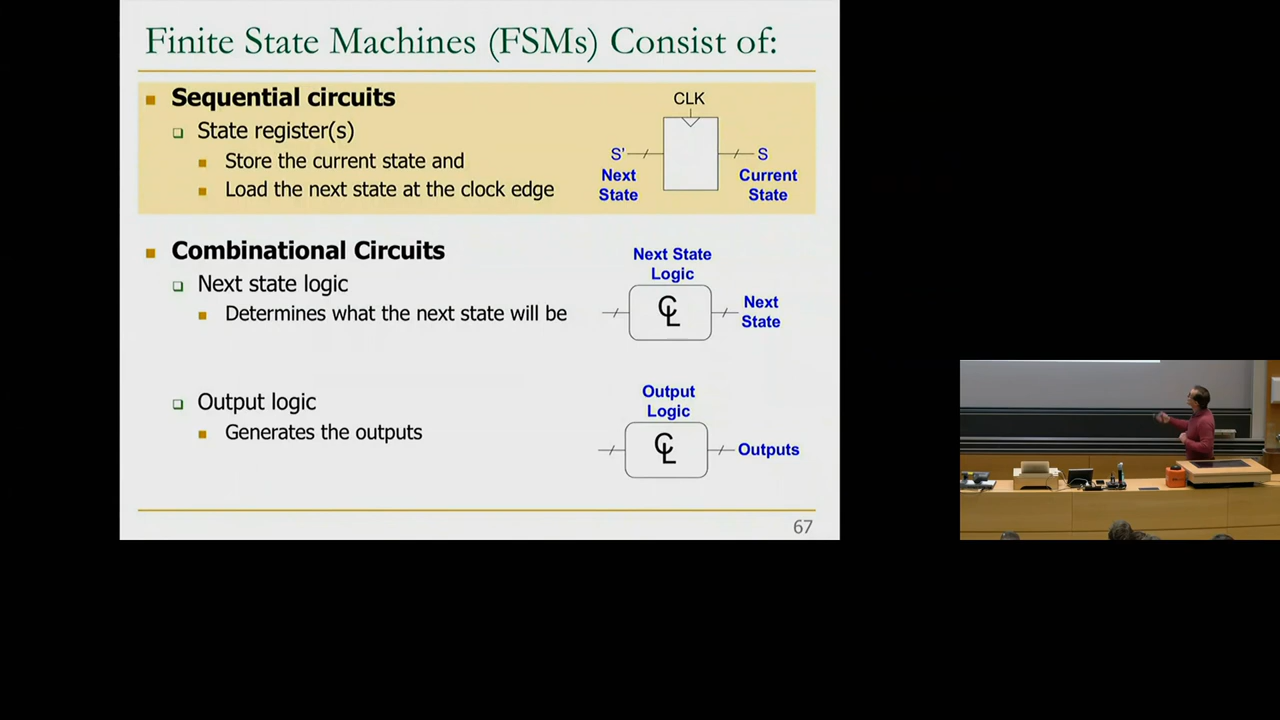 Finite State Machines (FSMs) Consist of:
Sequential circuits
State register(s)
Store the current state and
Load the next state at the clock edge
CLK
S'
S
Next
State
Current
State
Combinational Circuits
Next state logic
Determines what the next state will be
Next State
Logic
CL
Next
State
Output logic
Generates the outputs
Output
Logic
CL
Outputs
67